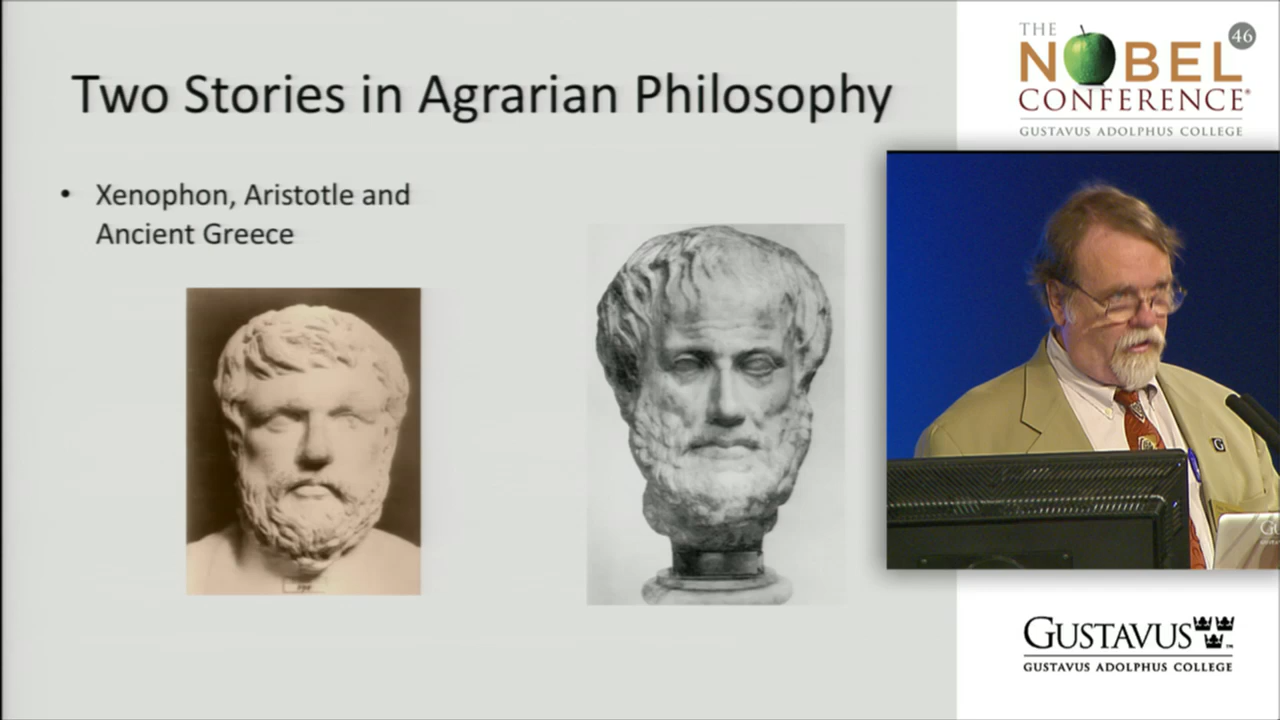 Two Stories in Agrarian Philosophy
• Xenophon, Aristotle and
Ancient Greece
THE
NOBEL
46
CONFERENCE
GUSTAVUS ADOLPHUS COLLEGE
G
GUSTAVUS
GUSTAVUS ADOLPHUS COLLEGE